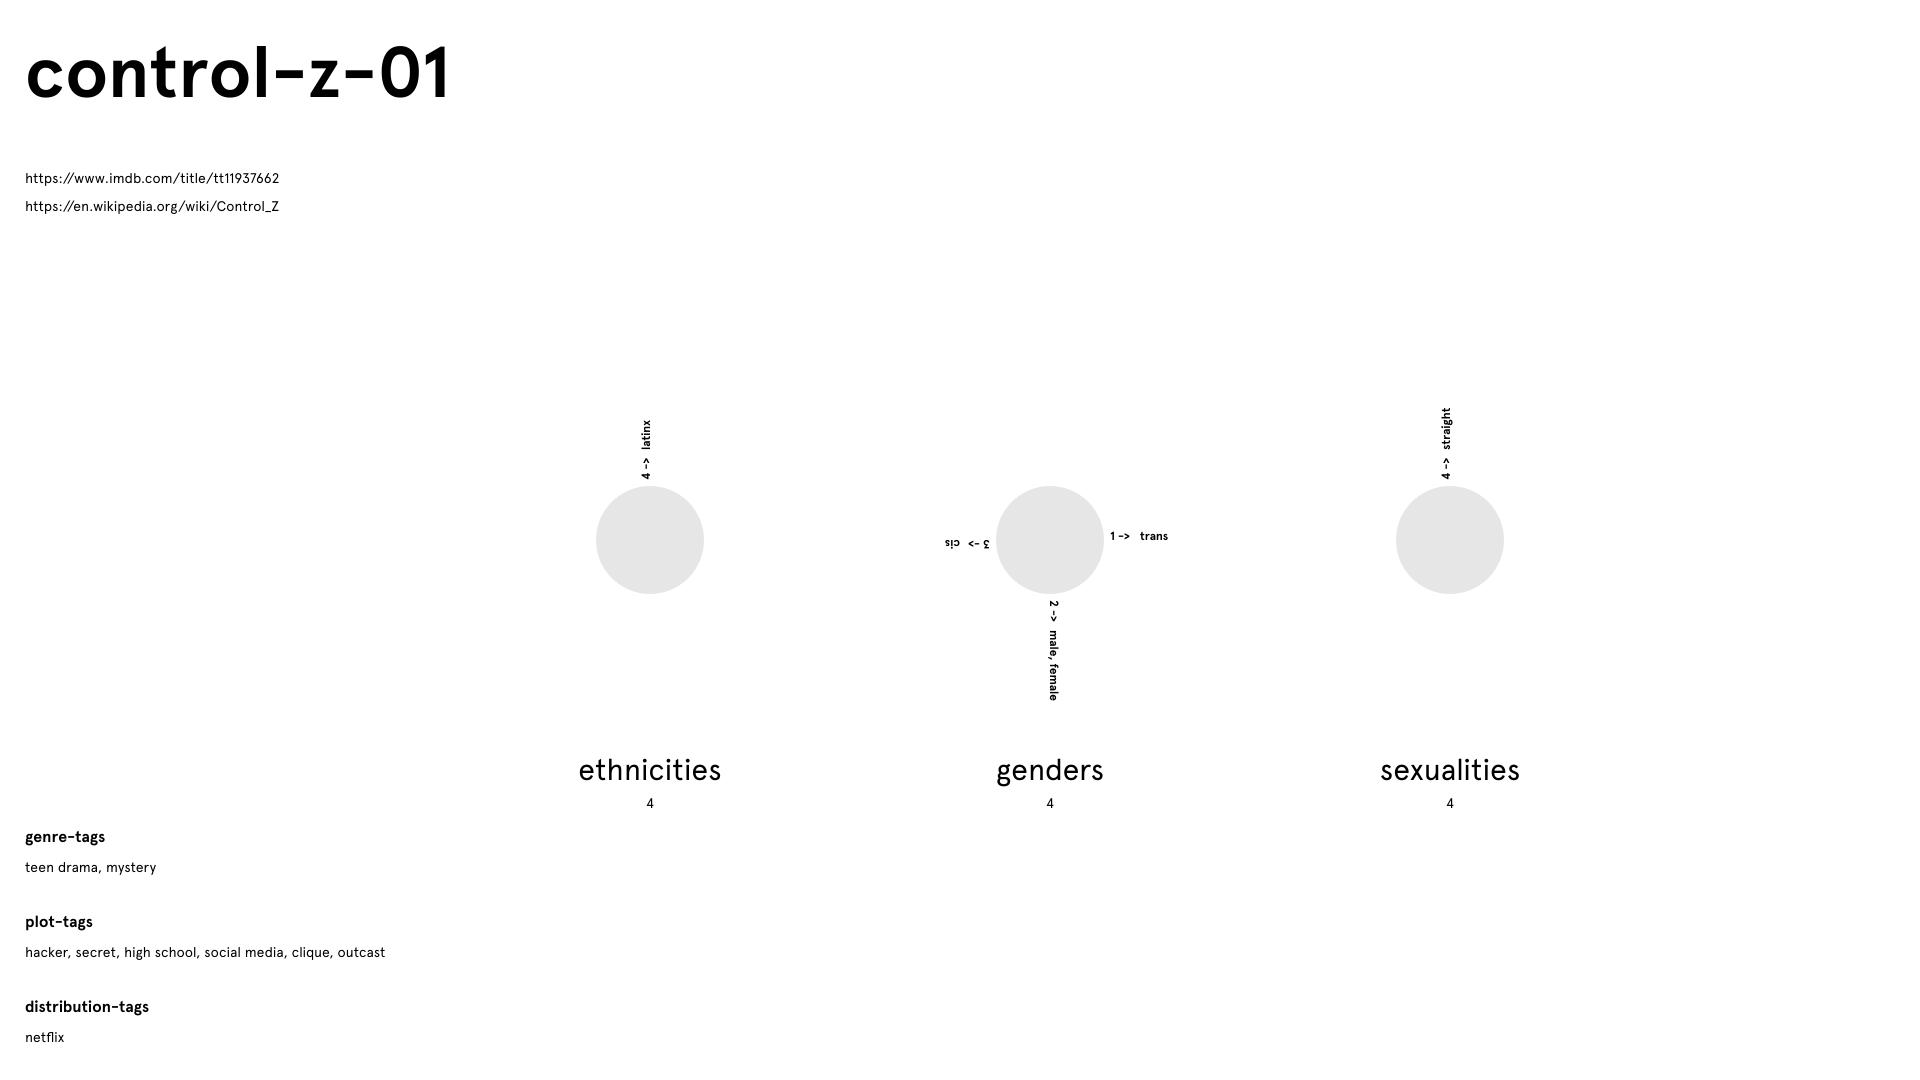 control-z-01
https://www.imdb.com/title/tt11937662
https://en.wikipedia.org/wiki/Control_Z
4 -> latinx
ethnicities
4
1 -> trans
2 -> male, female
3 -> cis
genders
4
4 -> straight
sexualities
4
genre-tags
teen drama, mystery
plot-tags
hacker, secret, high school, social media, clique, outcast
distribution-tags
netflix